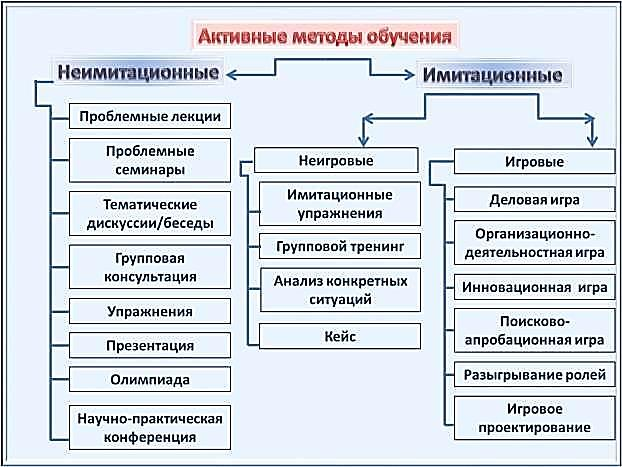 Активные методы обучения
Неимитационные
Имитационные
Проблемные лекции
Проблемные
семинары
Тематические
дискуссии/беседы
Групповая
консультация
Упражнения
Презентация
Олимпиада
Научно-практическая
конференция
Неигровые
Имитационные
упражнения
Групповой тренинг
Анализ конкретных
ситуаций
Кейс
Игровые
Деловая игра
Организационно-
деятельностная игра
Инновационная игра
Поисково-
апробационная игра
Разыгрывание ролей
Игровое
проектирование